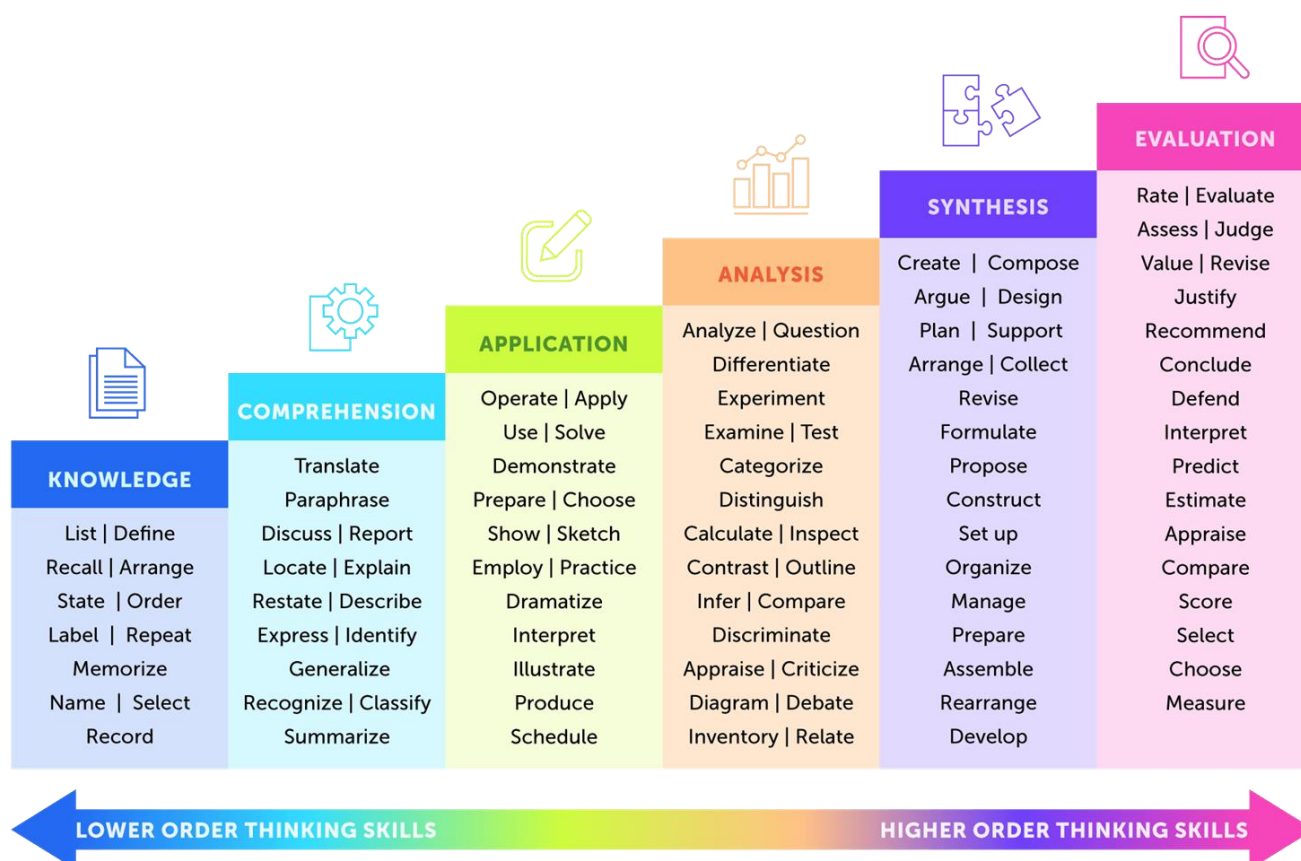 KNOWLEDGE
List | Define
Recall | Arrange
State | Order
Label | Repeat
Memorize
Name | Select
Record
COMPREHENSION
Translate
Paraphrase
Discuss | Report
Locate | Explain
Restate | Describe
Express | Identify
Generalize
Recognize | Classify
Summarize
APPLICATION
Operate | Apply
Use | Solve
Demonstrate
Prepare | Choose
Show | Sketch
Employ | Practice
Dramatize
Interpret
Illustrate
Produce
Schedule
ANALYSIS
Analyze | Question
Differentiate
Experiment
Examine | Test
Categorize
Distinguish
Calculate | Inspect
Contrast | Outline
Infer | Compare
Discriminate
Appraise | Criticize
Diagram | Debate
Inventory | Relate
SYNTHESIS
Create | Compose
Argue | Design
Plan | Support
Arrange | Collect
Revise
Formulate
Propose
Construct
Set up
Organize
Manage
Prepare
Assemble
Rearrange
Develop
EVALUATION
Rate | Evaluate
Assess | Judge
Value | Revise
Justify
Recommend
Conclude
Defend
Interpret
Predict
Estimate
Appraise
Compare
Score
Select
Choose
Measure
LOWER ORDER THINKING SKILLS
HIGHER ORDER THINKING SKILLS